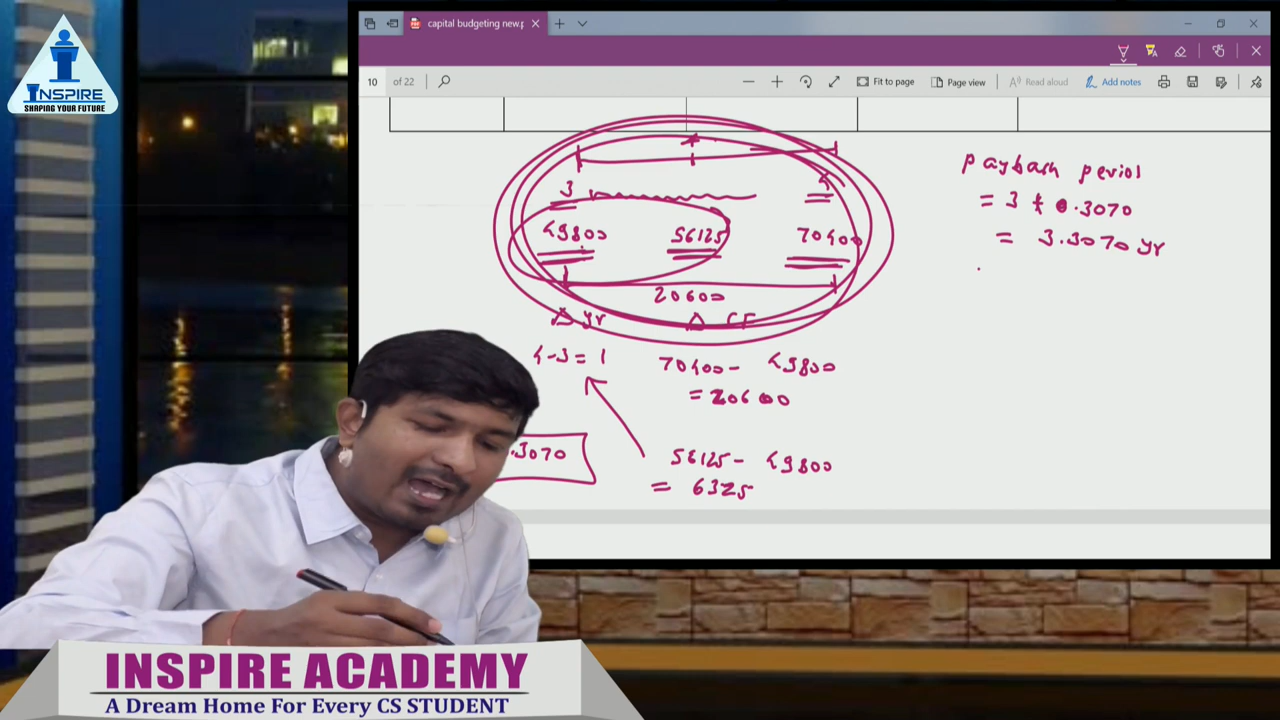 INSPIRE
SHAPING YOUR FUTURE
capital budgeting new.p
10 of 22
Fit to page
Page view
Read aloud
Add notes
3 4
49800 56125 70400
20600
Δ yr Δ CF
4-3 = 1 70400 - 49800
= 20600
.3070
56125 - 49800
= 6325
payback period
= 3 + 0.3070
= 3.3070 yr
INSPIRE ACADEMY
A Dream Home For Every CS STUDENT